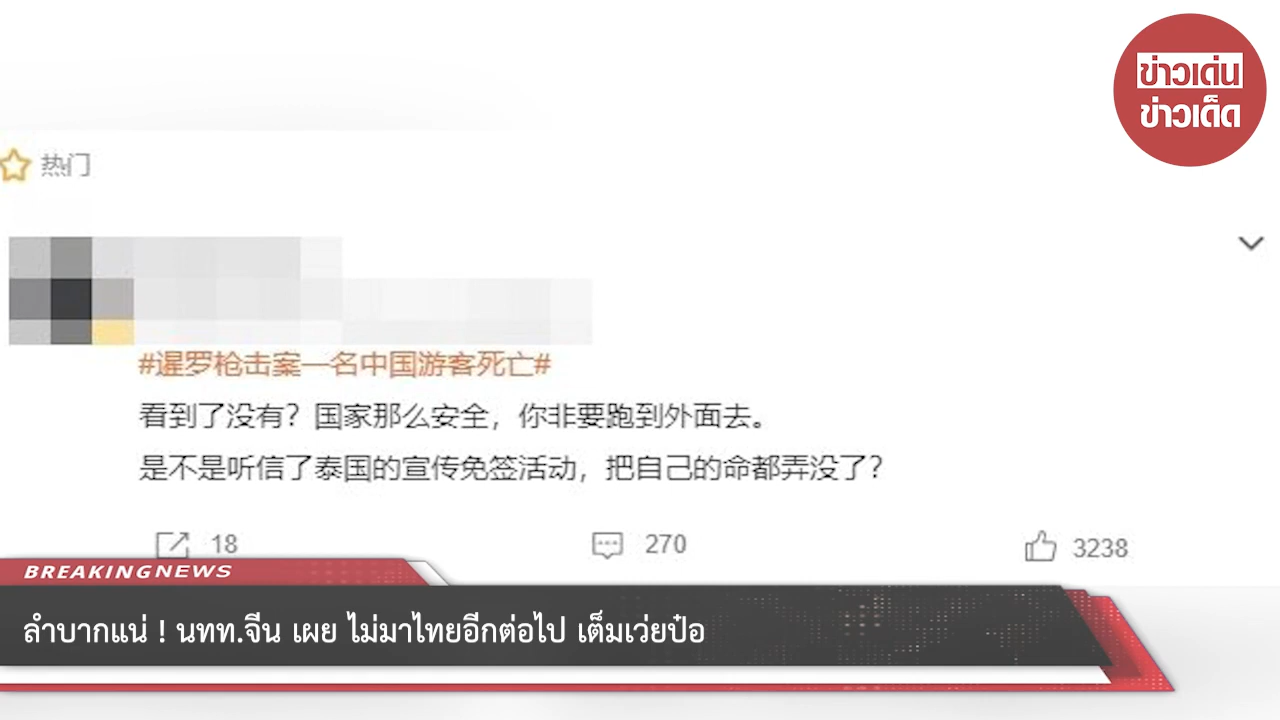 ข่าวเด่น
ข่าวเด็ด
热门
#暹罗枪击案一名中国游客死亡#
看到了没有？国家那么安全，你非要跑到外面去。
是不是听信了泰国的宣传免签活动，把自己的命都弄没了？
18
270
3238
BREAKING NEWS
ลำบากแน่ ! นทท.จีน เผย ไม่มาไทยอีกต่อไป เต็มเว่ยป๋อ